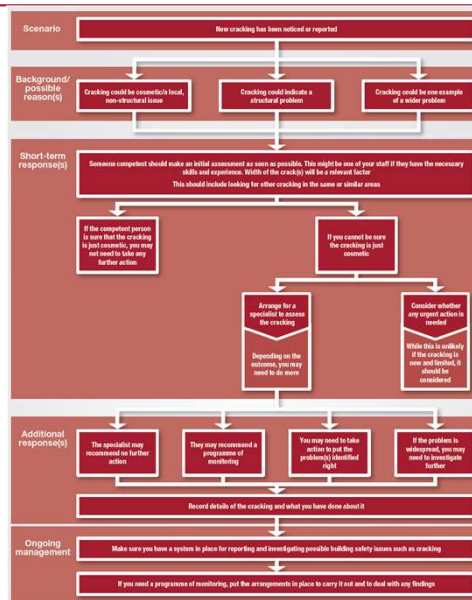 Scenario
New cracking has been noticed or reported
Background/
possible
reason(s)
Cracking could be cosmetic/a local,
non-structural issue
Cracking could indicate a
structural problem
Cracking could be one example
of a wider problem
Short-term
response(s)
Someone competent should make an initial assessment as soon as possible. This might be one of your staff if they have the necessary
skills and experience. Width of the crack(s) will be a relevant factor
This should include looking for other cracking in the same or similar areas
If the competent person
is sure that the cracking
is just cosmetic, you may
not need to take any
further action
If you cannot be sure
the cracking is just
cosmetic
Arrange for a
specialist to assess
the cracking
Depending on the
outcome, you may
need to do more
Consider whether
any urgent action is
needed
While this is unlikely
if the cracking is
new and limited, it
should be
considered
Additional
response(s)
The specialist may
recommend no further
action
They may recommend a
programme of
monitoring
You may need to take
action to put the
problem(s) identified
right
If the problem is
widespread, you may
need to investigate
further
Record details of the cracking and what you have done about it
Ongoing
management
Make sure you have a system in place for reporting and investigating possible building safety issues such as cracking
If you need a programme of monitoring, put the arrangements in place to carry it out and to deal with any findings